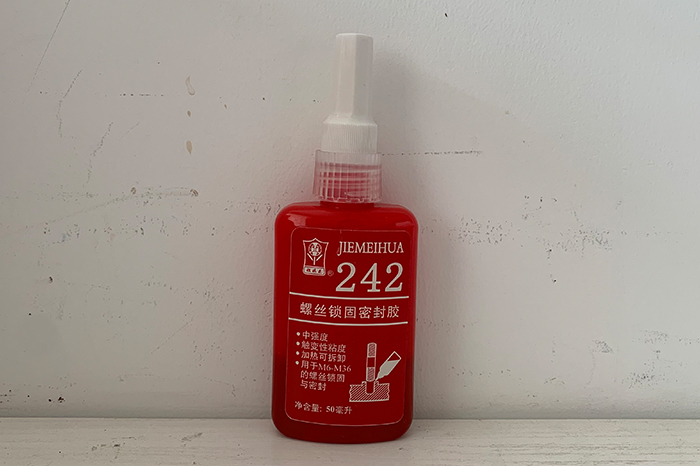 JIEMEIHUA
®
242
螺丝锁固密封胶
• 中强度
• 触变性粘度
• 加热可拆卸
• 用于M6-M36
的螺丝锁固
与密封
净含量: 50毫升